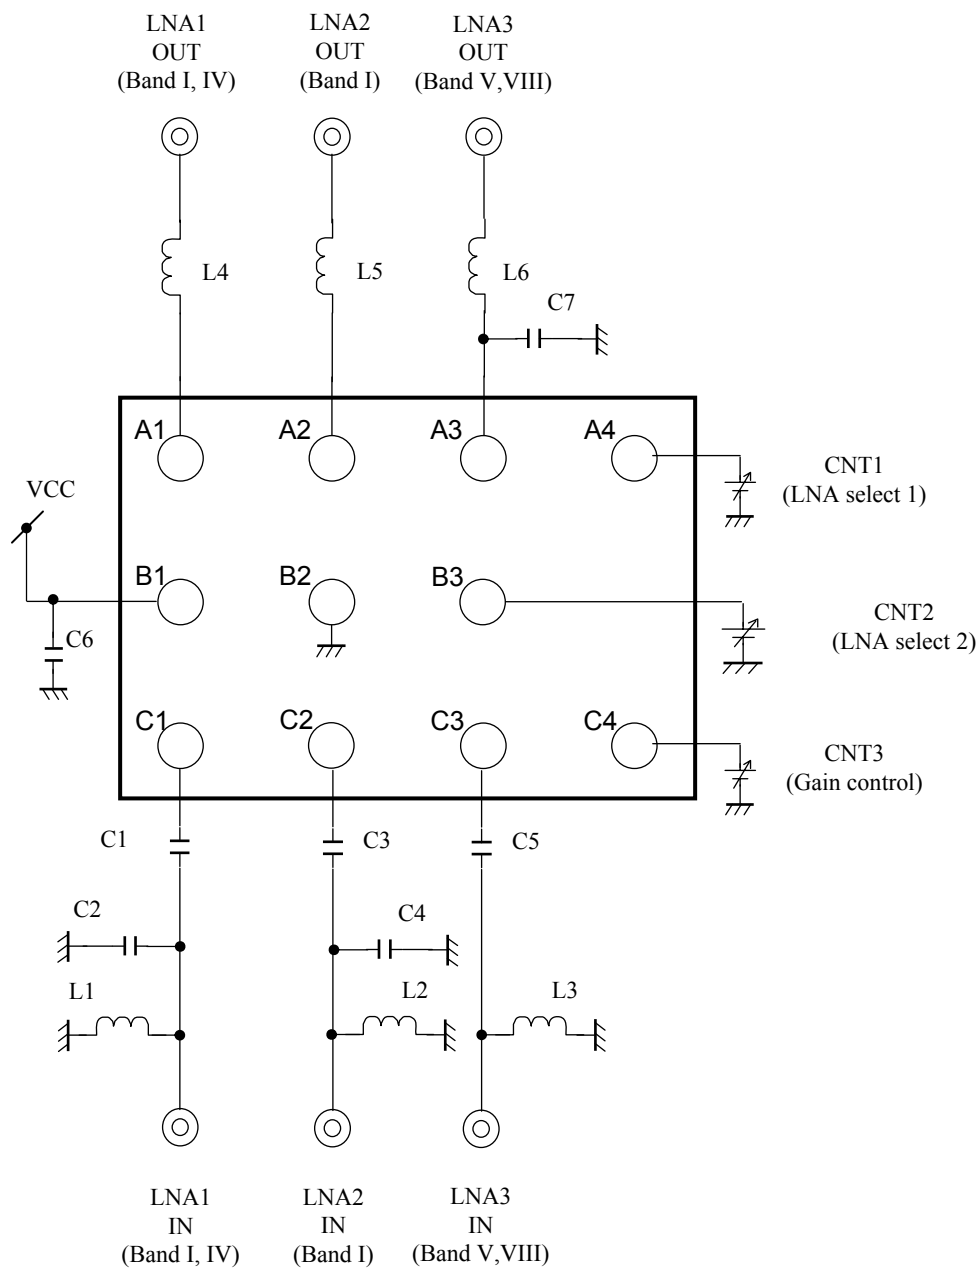 LNA1
OUT
(Band I, IV)
LNA2
OUT
(Band I)
LNA3
OUT
(Band V,VIII)
L4
L5
L6
C7
A1
A2
A3
A4
CNT1
(LNA select 1)
VCC
B1
B2
B3
C6
CNT2
(LNA select 2)
C1
C2
C3
C4
CNT3
(Gain control)
C1
C3
C5
C2
C4
L1
L2
L3
LNA1
IN
(Band I, IV)
LNA2
IN
(Band I)
LNA3
IN
(Band V,VIII)